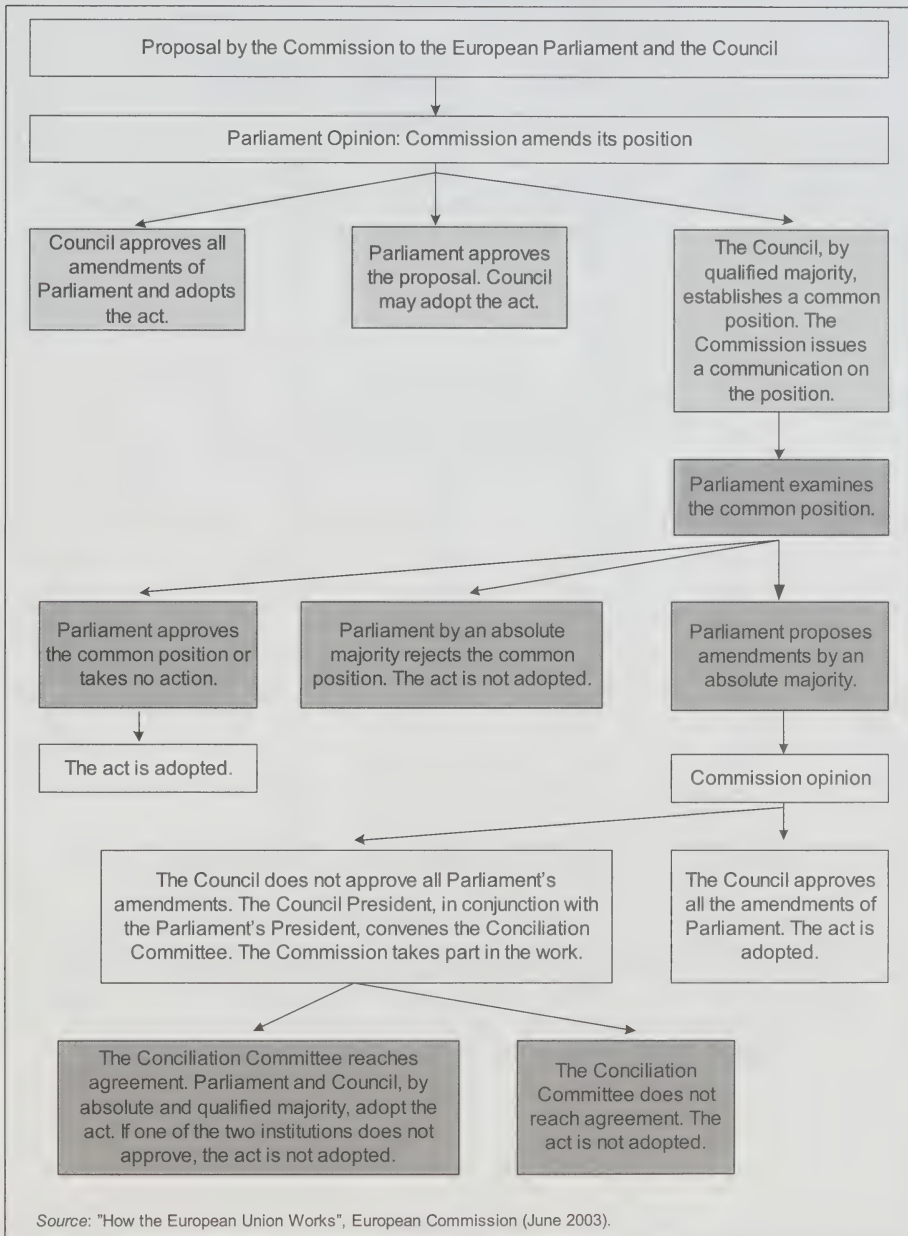 Proposal by the Commission to the European Parliament and the Council
Parliament Opinion: Commission amends its position
Council approves all
amendments of
Parliament and adopts
the act.
Parliament approves
the proposal. Council
may adopt the act.
The Council, by
qualified majority,
establishes a common
position. The
Commission issues
a communication on
the position.
Parliament examines
the common position.
Parliament approves
the common position or
takes no action.
Parliament by an absolute
majority rejects the common
position. The act is not adopted.
Parliament proposes
amendments by an
absolute majority.
The act is adopted.
Commission opinion
The Council does not approve all Parliament's
amendments. The Council President, in conjunction with
the Parliament's President, convenes the Conciliation
Committee. The Commission takes part in the work.
The Council approves
all the amendments of
Parliament. The act is
adopted.
The Conciliation Committee reaches
agreement. Parliament and Council, by
absolute and qualified majority, adopt the
act. If one of the two institutions does not
approve, the act is not adopted.
The Conciliation
Committee does not
reach agreement. The
act is not adopted.
Source: "How the European Union Works", European Commission (June 2003).